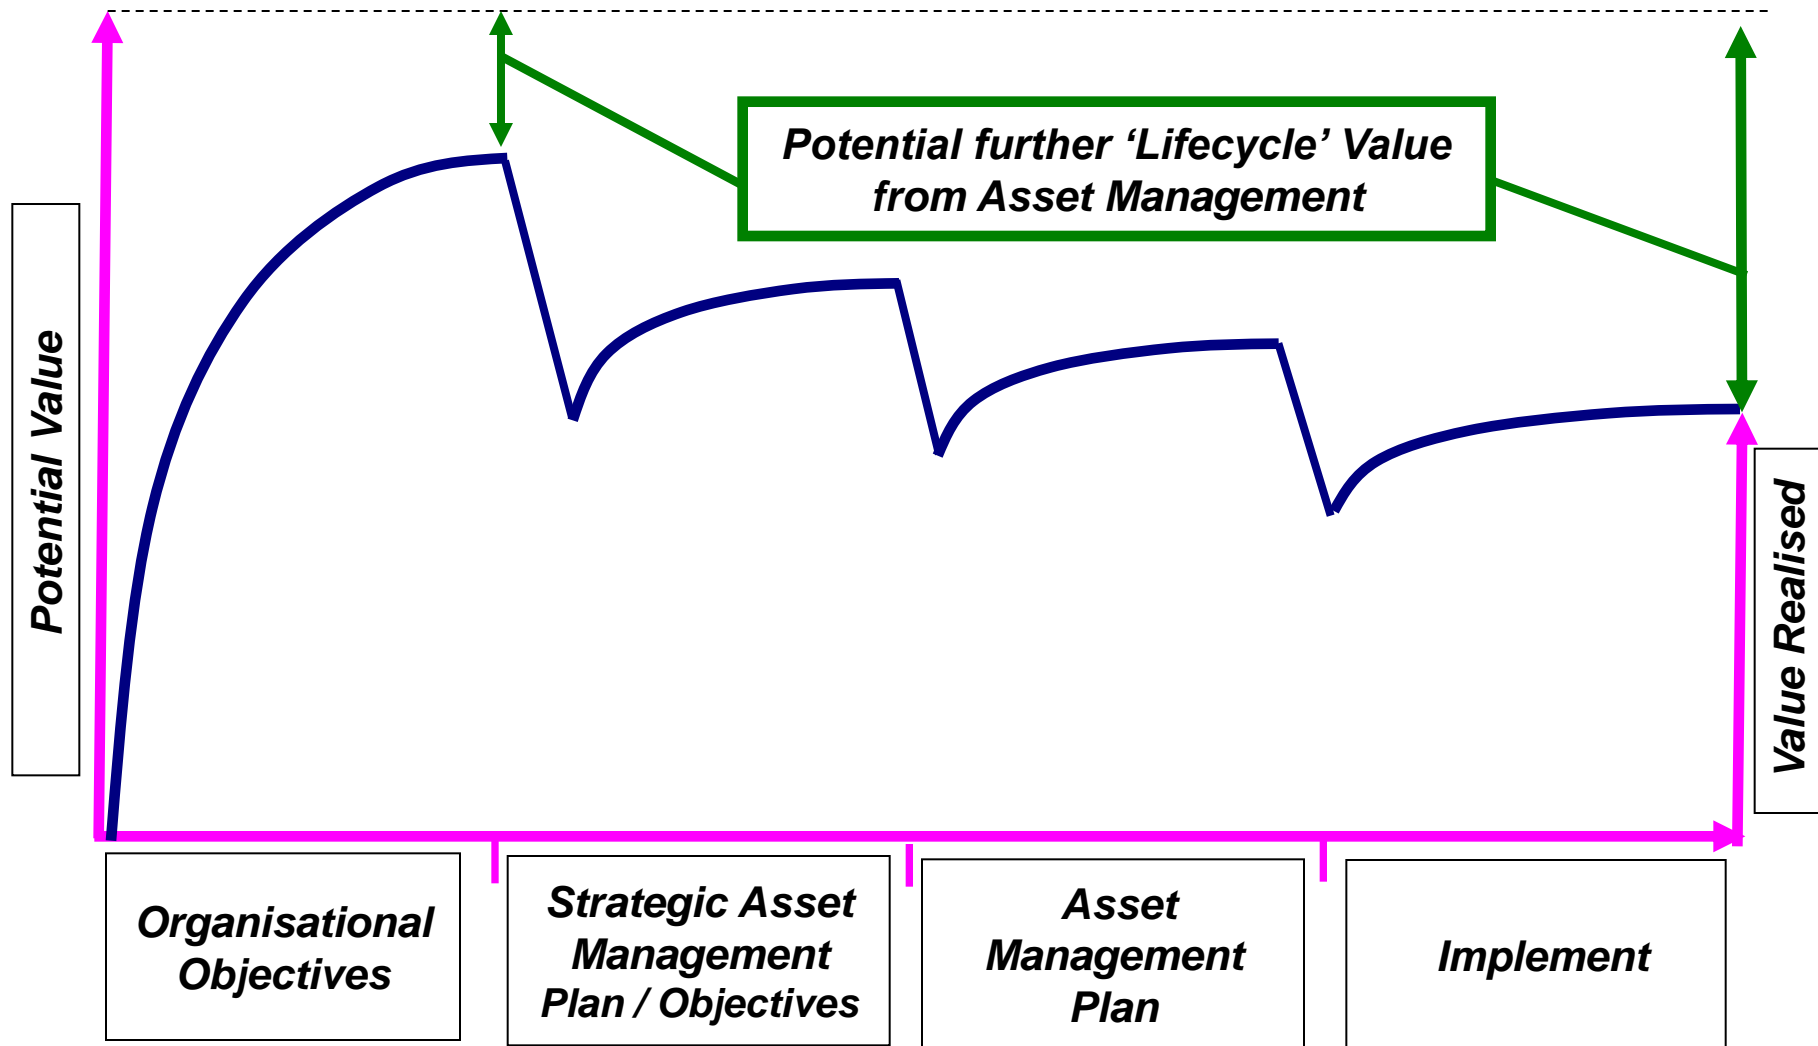 Potential further ‘Lifecycle’ Value
from Asset Management
Potential Value
Value Realised
Organisational
Objectives
Strategic Asset
Management
Plan / Objectives
Asset
Management
Plan
Implement